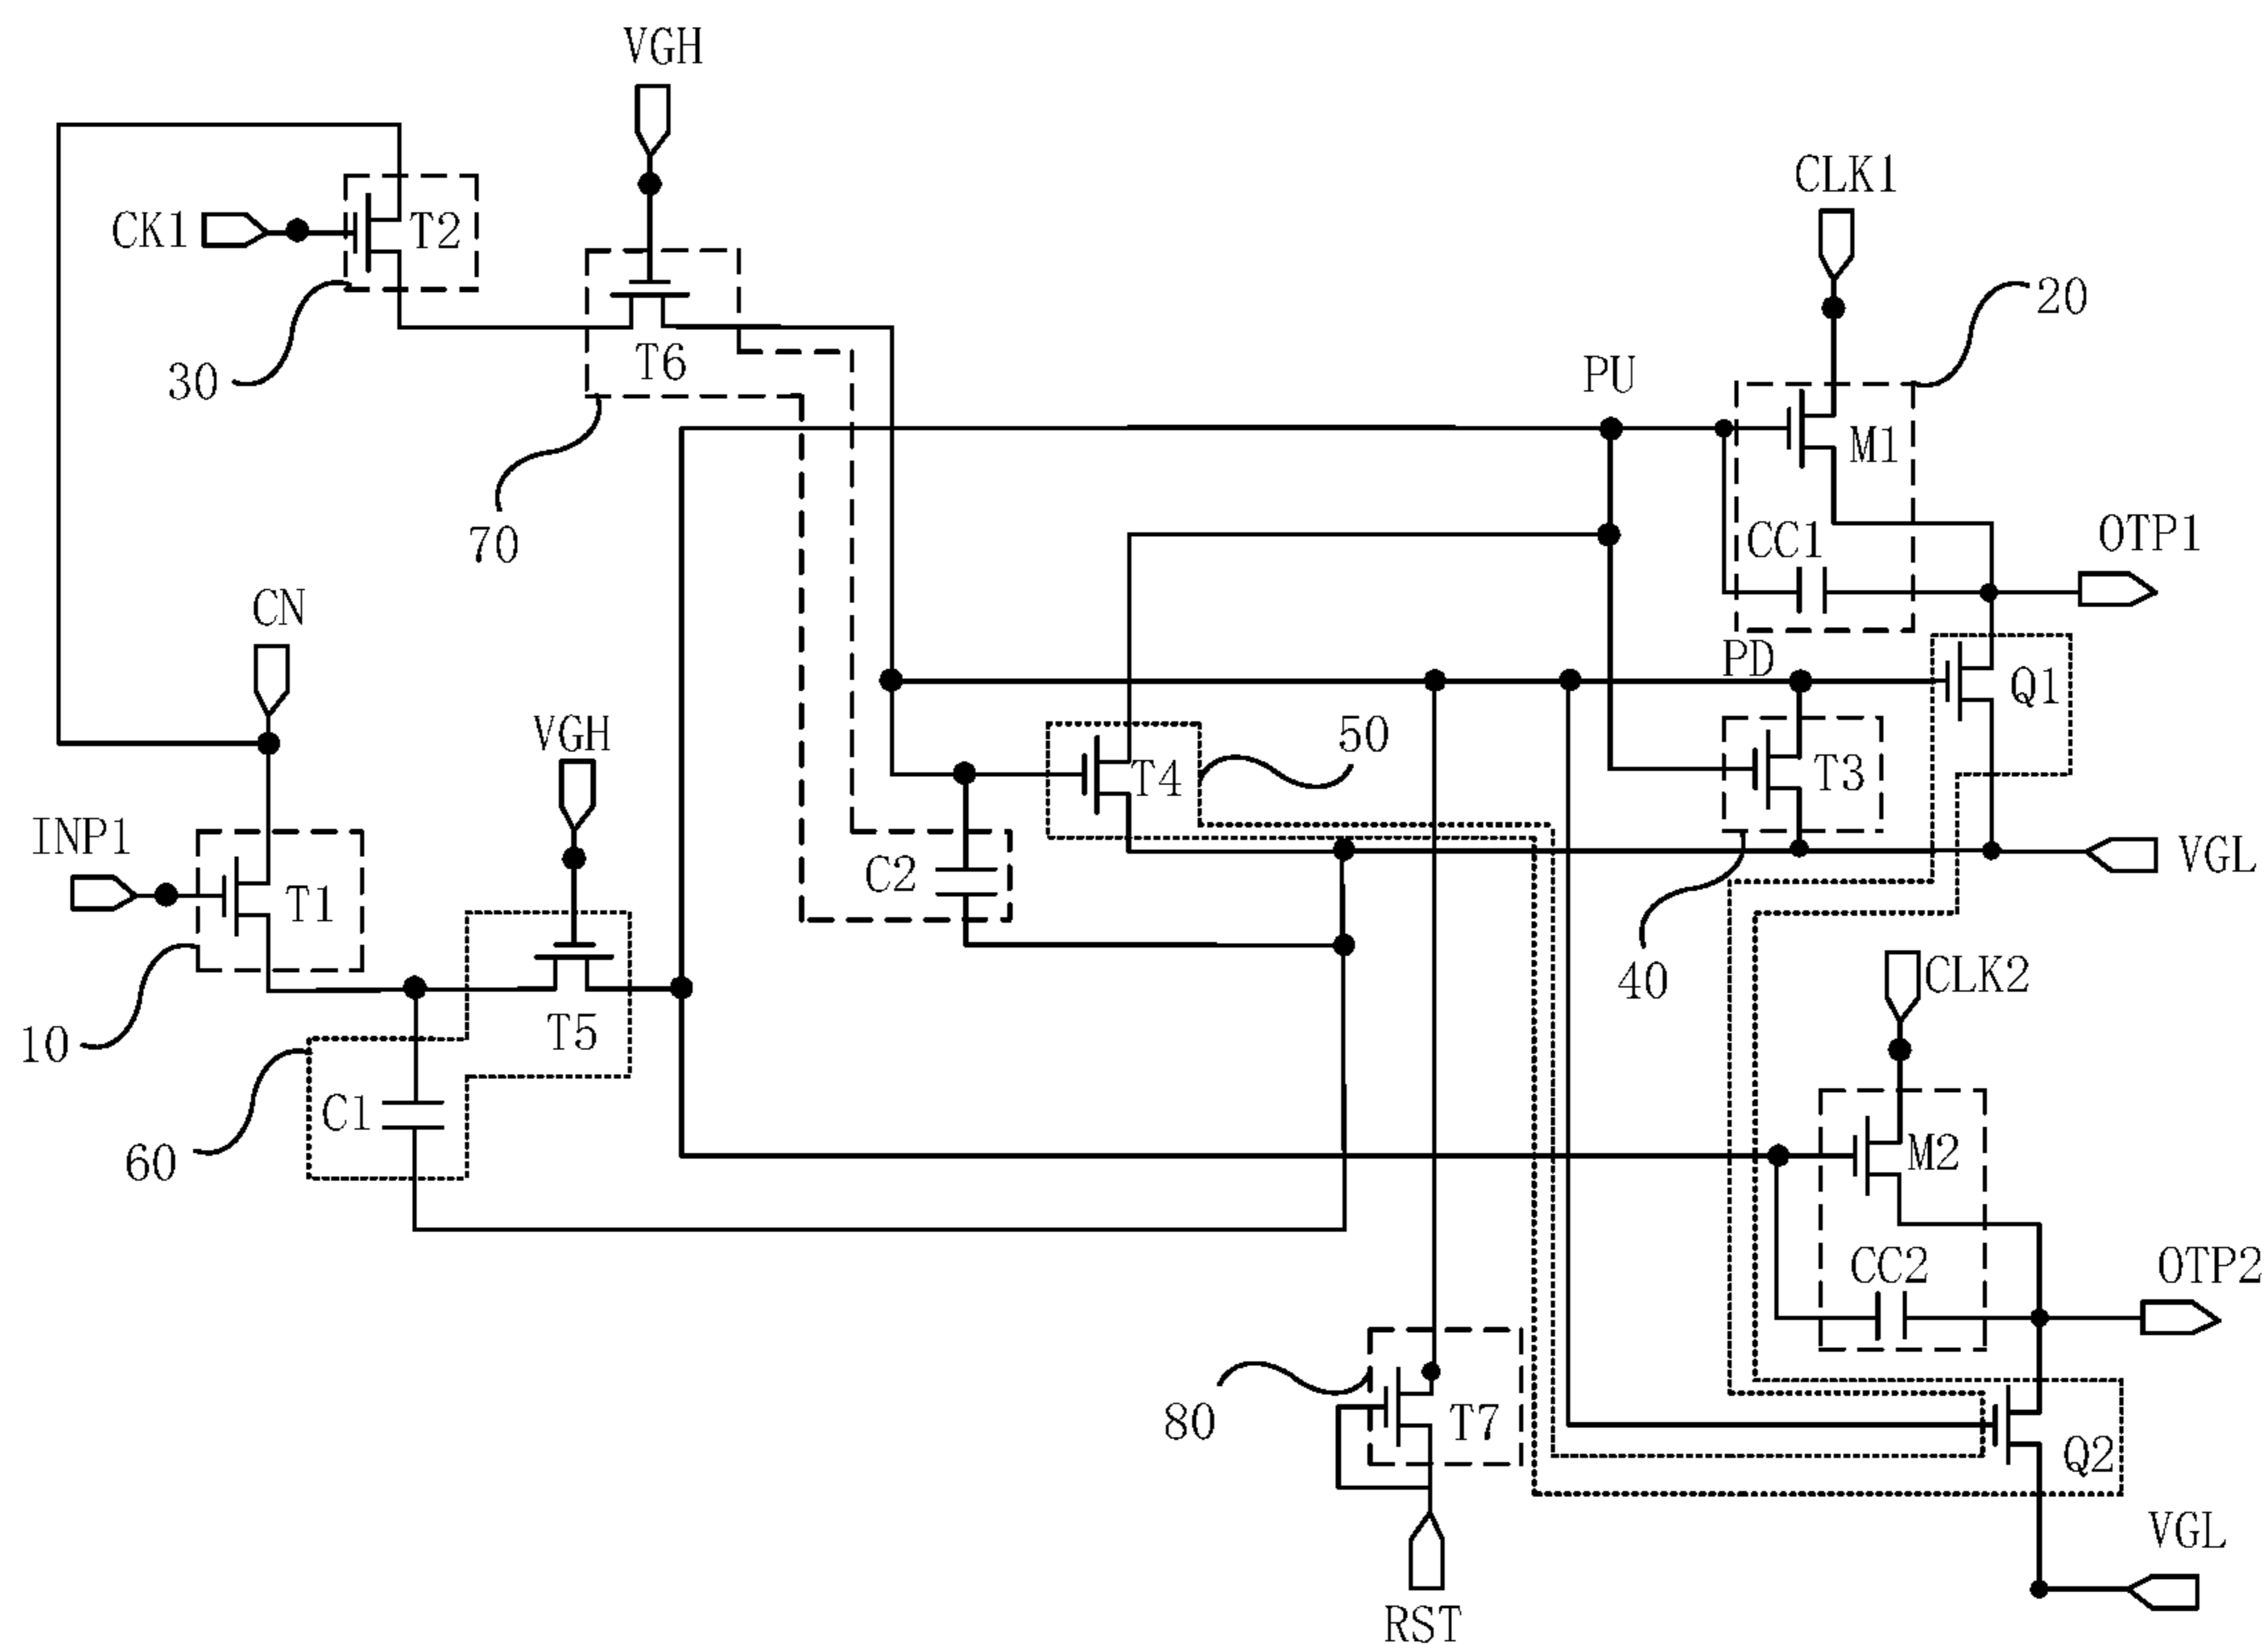 VGH
CLK1
CK1
T2
20
T6
30
PU
M1
70
CC1
OTP1
CN
PD
Q1
VGH
50
T4
T3
INP1
C2
VGL
T1
40
CLK2
10
T5
C1
60
M2
CC2
OTP2
80
T7
Q2
VGL
RST